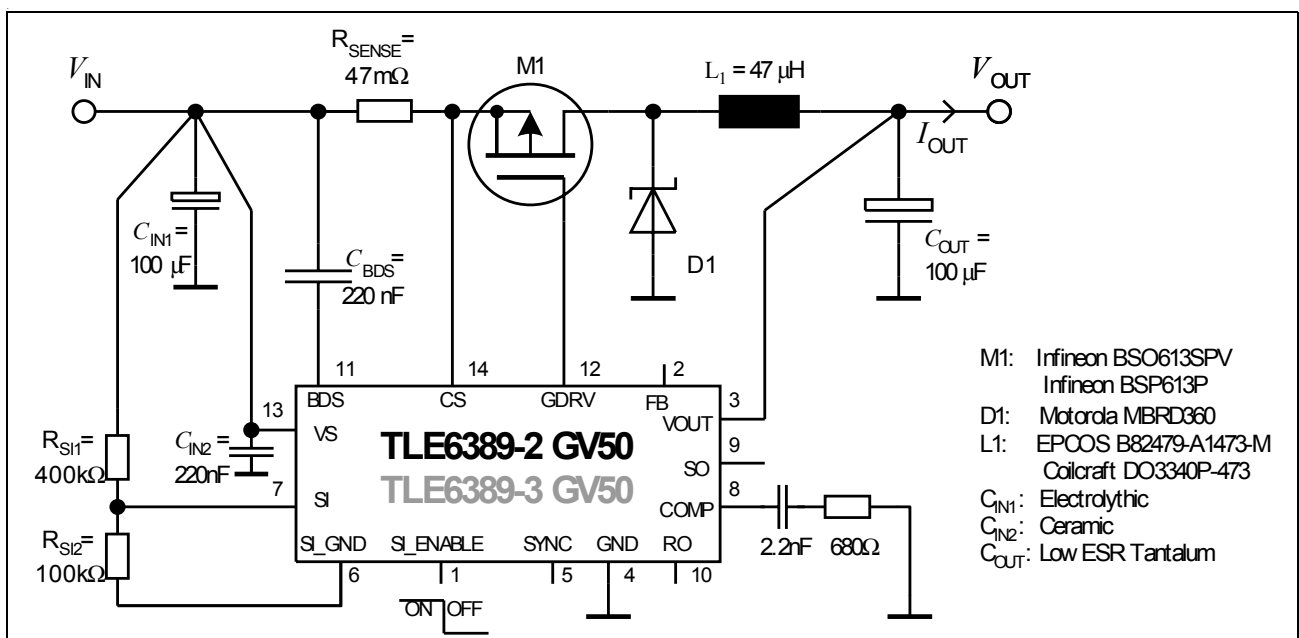 R_SENSE=
47mΩ
M1
L₁ = 47 µH
V_IN
V_OUT
I_OUT
C_IN1=
100 µF
C_BDS=
220 nF
D1
C_OUT =
100 µF
11
14
12
2
BDS
CS
GDRV
FB
3
VOUT
13
VS
9
SO
TLE6389-2 GV50
TLE6389-3 GV50
R_SI1=
400kΩ
C_IN2=
220nF
7
SI
8
COMP
2.2nF
680Ω
R_SI2=
100kΩ
SI_GND
SI_ENABLE
SYNC
GND
RO
6
1
5
4
10
ON OFF
M1: Infineon BSO613SPV
Infineon BSP613P
D1: Motorola MBRD360
L1: EPCOS B82479-A1473-M
Coilcraft DO3340P-473
C_IN1: Electrolythic
C_IN2: Ceramic
C_OUT: Low ESR Tantalum